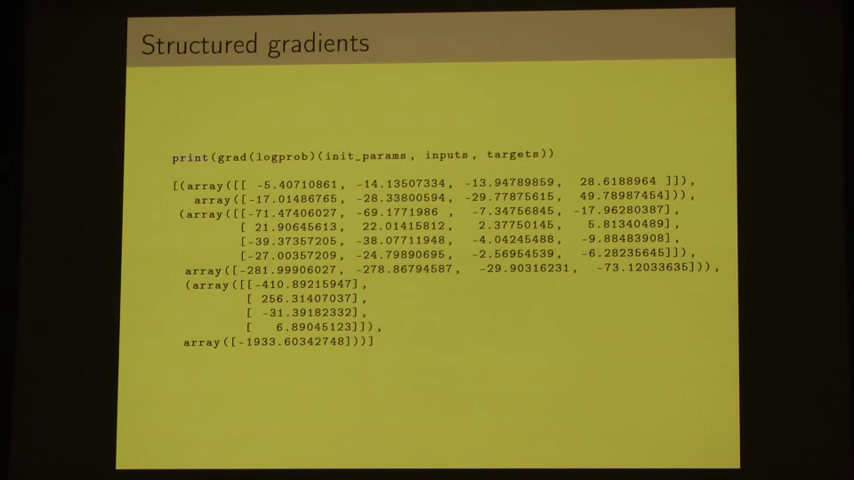 Structured gradients
print(grad(logprob)(init_params, inputs, targets))
[(array([[ -5.40710861, -14.13507334, -13.94789859, 28.6188964 ]]),
array([-17.01486765, -28.33800594, -29.77875615, 49.78987454])),
(array([[-71.47406027, -69.1771986 , -7.34756845, -17.96280387],
[ 21.90645613, 22.01415812, 2.37750145, 5.81340489],
[-39.37357205, -38.07711948, -4.04245488, -9.88483908],
[-27.00357209, -24.79890695, -2.56954539, -6.28235645]]),
array([-281.99906027, -278.86794587, -29.90316231, -73.12033635])),
(array([[-410.89215947],
[ 256.31407037],
[ -31.39182332],
[ 6.89045123]]),
array([-1933.60342748]))]